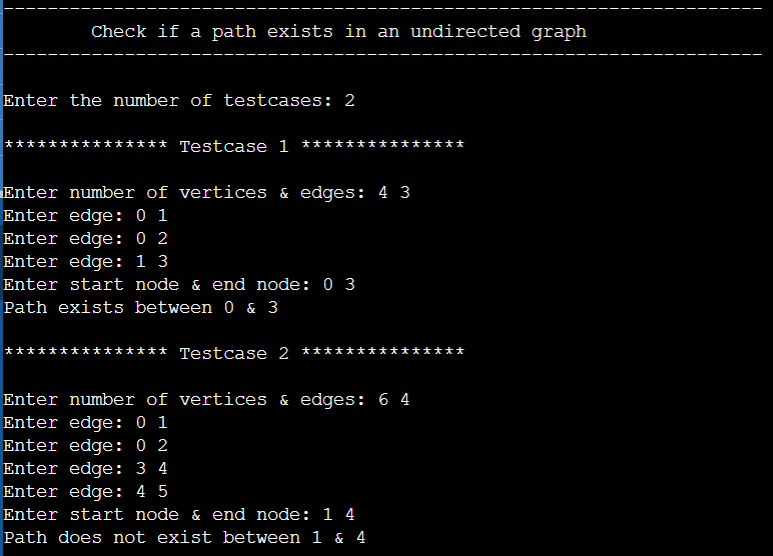 ---------------------------------------------------------------------
Check if a path exists in an undirected graph
---------------------------------------------------------------------
Enter the number of testcases: 2
*************** Testcase 1 ***************
Enter number of vertices & edges: 4 3
Enter edge: 0 1
Enter edge: 0 2
Enter edge: 1 3
Enter start node & end node: 0 3
Path exists between 0 & 3
*************** Testcase 2 ***************
Enter number of vertices & edges: 6 4
Enter edge: 0 1
Enter edge: 0 2
Enter edge: 3 4
Enter edge: 4 5
Enter start node & end node: 1 4
Path does not exist between 1 & 4